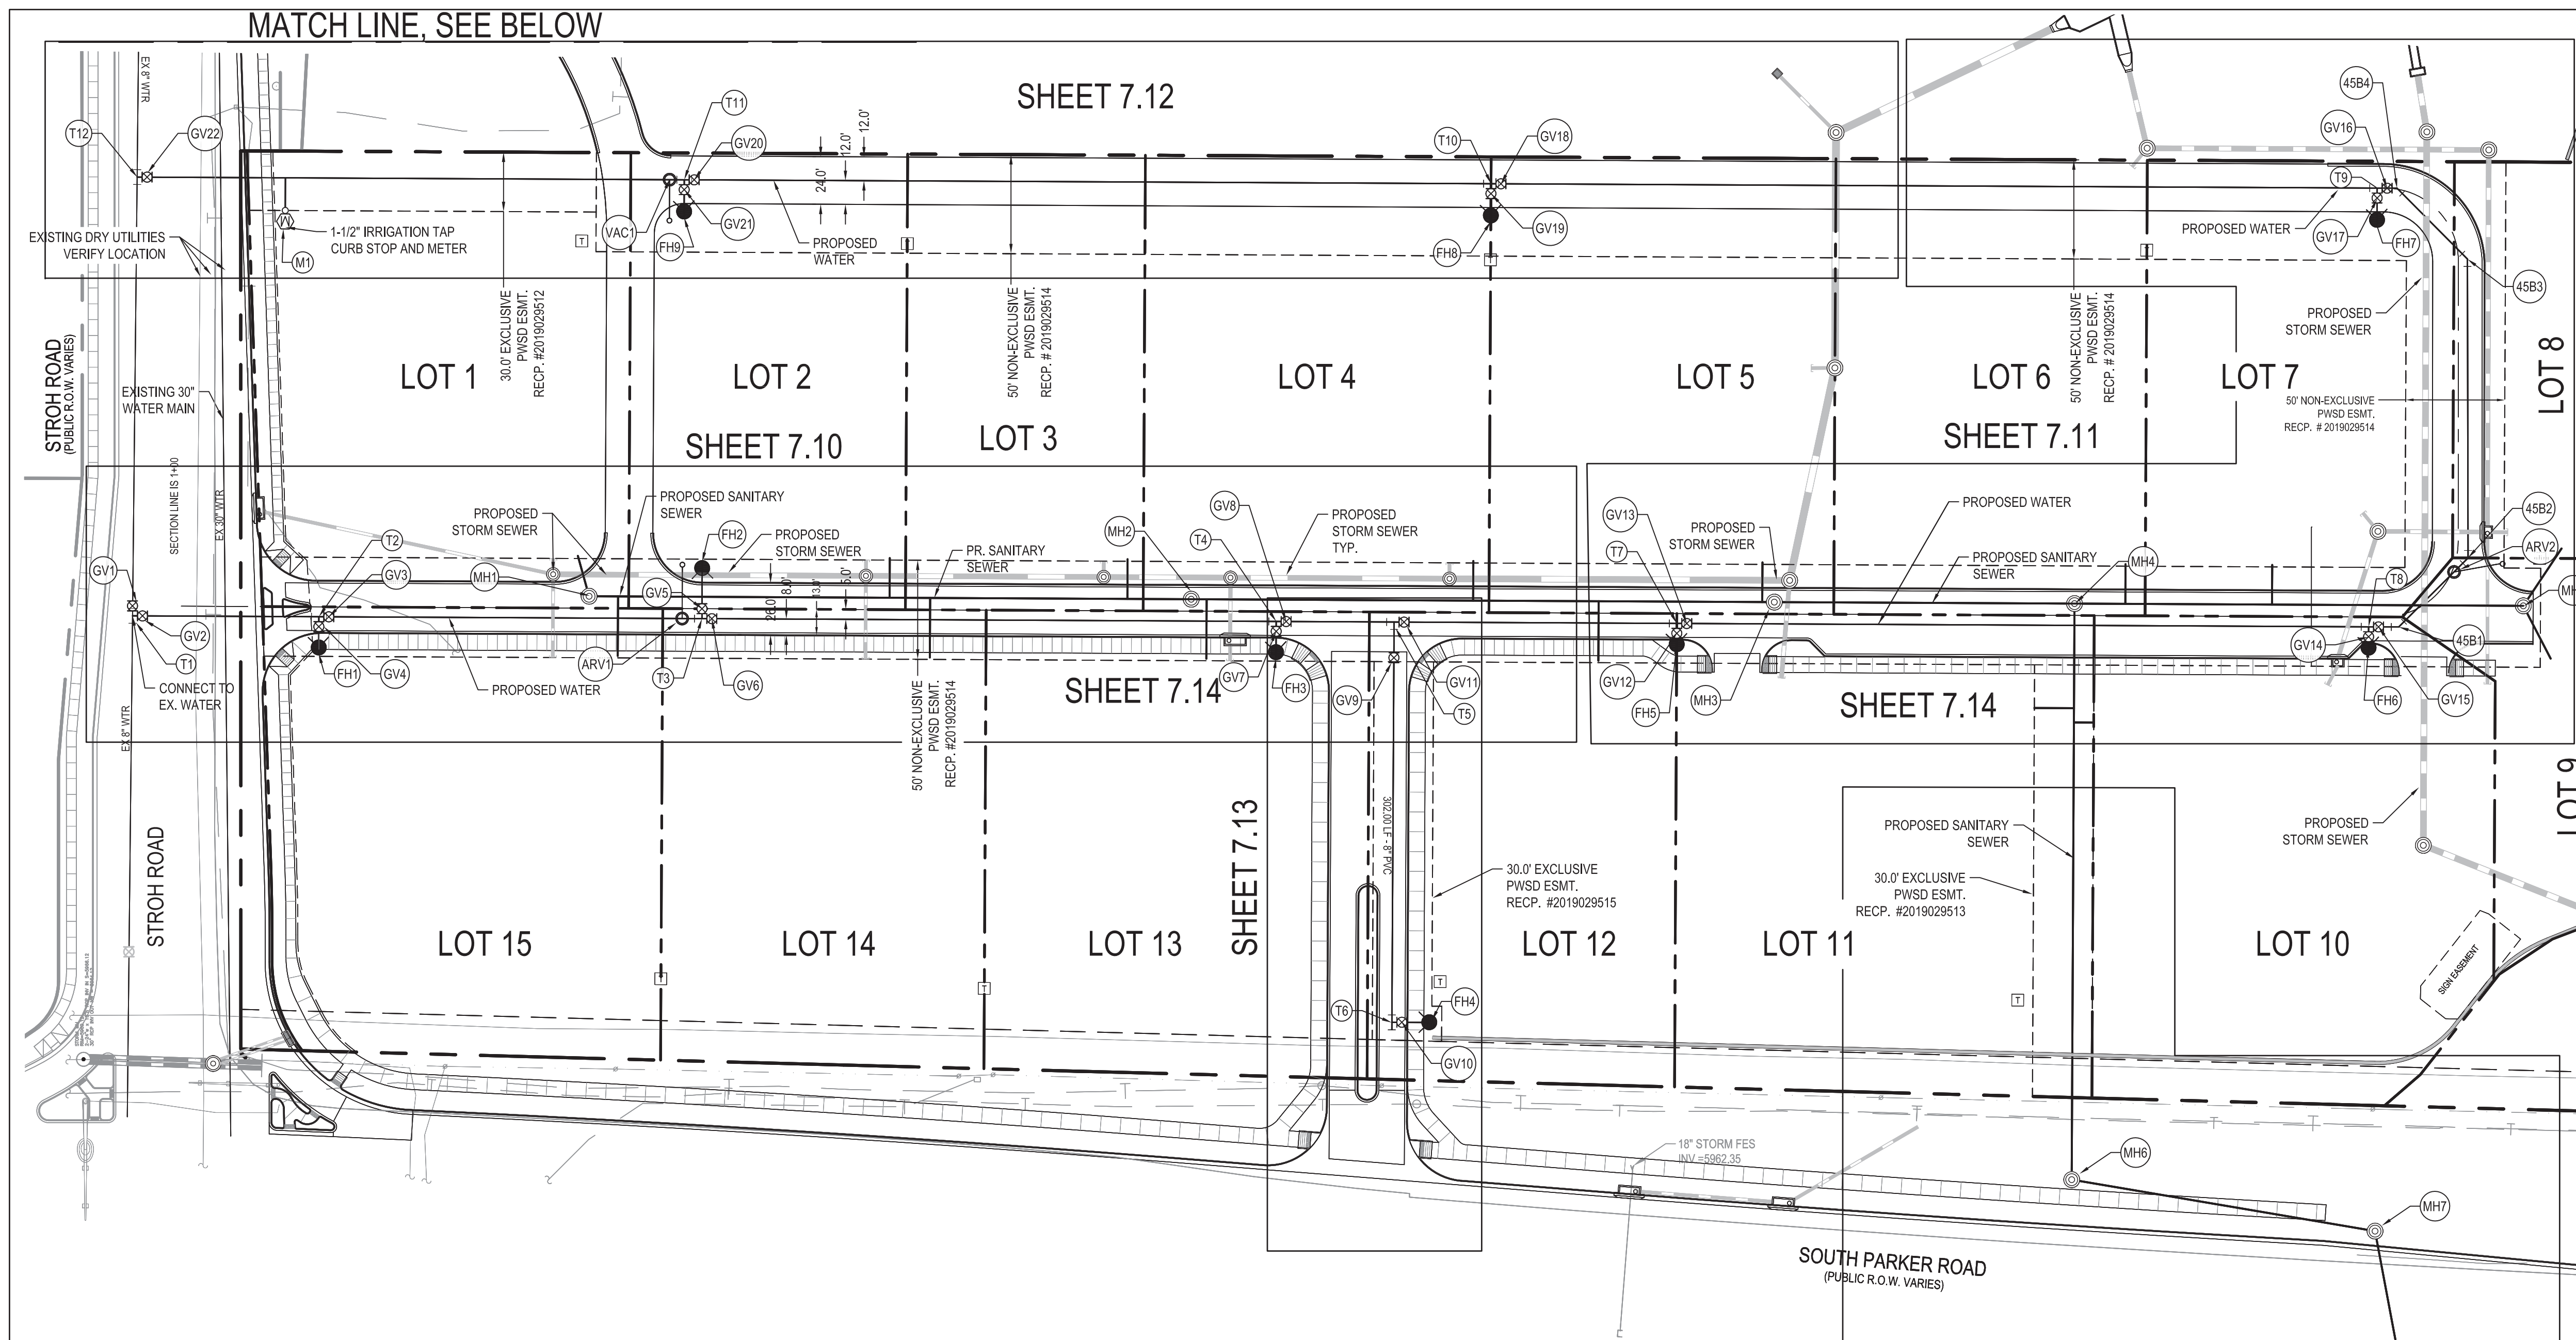 MATCH LINE, SEE BELOW
EX 8" WTR
SHEET 7.12
T11
T12
GV22
GV20
24.0'
12.0'
12.0'
T10
GV18
45B4
GV16
T9
EXISTING DRY UTILITIES
VERIFY LOCATION
1-1/2" IRRIGATION TAP
CURB STOP AND METER
M1
VAC1
FH9
GV21
T
PROPOSED
WATER
T
FH8
GV19
T
PROPOSED WATER
GV17
FH7
T
45B3
STROH ROAD
(PUBLIC R.O.W. VARIES)
30.0' EXCLUSIVE
PWSD ESMT.
RECP. #2019029512
50' NON-EXCLUSIVE
PWSD ESMT.
RECP. # 2019029514
50' NON-EXCLUSIVE
PWSD ESMT.
RECP. # 2019029514
PROPOSED
STORM SEWER
EXISTING 30"
WATER MAIN
LOT 1
LOT 2
LOT 3
LOT 4
LOT 5
LOT 6
LOT 7
LOT 8
50' NON-EXCLUSIVE
PWSD ESMT.
RECP. # 2019029514
SHEET 7.10
SHEET 7.11
SECTION LINE IS 1+00
EX 30" WTR
PROPOSED
STORM SEWER
PROPOSED SANITARY
SEWER
FH2
PROPOSED
STORM SEWER
PR. SANITARY
SEWER
MH2
T4
GV8
PROPOSED
STORM SEWER
TYP.
GV13
T7
PROPOSED
STORM SEWER
PROPOSED WATER
PROPOSED SANITARY
SEWER
MH4
45B2
ARV2
T8
MH
GV1
T2
GV3
MH1
GV5
26.0'
8.0'
13.0'
5.0'
GV2
T1
CONNECT TO
EX. WATER
FH1
GV4
PROPOSED WATER
ARV1
T3
GV6
50' NON-EXCLUSIVE
PWSD ESMT.
RECP. #2019029514
SHEET 7.14
GV7
FH3
GV9
GV11
T5
GV12
FH5
MH3
SHEET 7.14
GV14
FH6
GV15
45B1
EX 8" WTR
STROH ROAD
SHEET 7.13
302.00 LF - 8" PVC
30.0' EXCLUSIVE
PWSD ESMT.
RECP. #2019029515
PROPOSED SANITARY
SEWER
30.0' EXCLUSIVE
PWSD ESMT.
RECP. #2019029513
PROPOSED
STORM SEWER
LOT 9
LOT 15
LOT 14
LOT 13
LOT 12
LOT 11
LOT 10
SIGN EASEMENT
T
T
T
T
T6
FH4
GV10
18" STORM FES
INV.=5962.35
MH6
MH7
SOUTH PARKER ROAD
(PUBLIC R.O.W. VARIES)